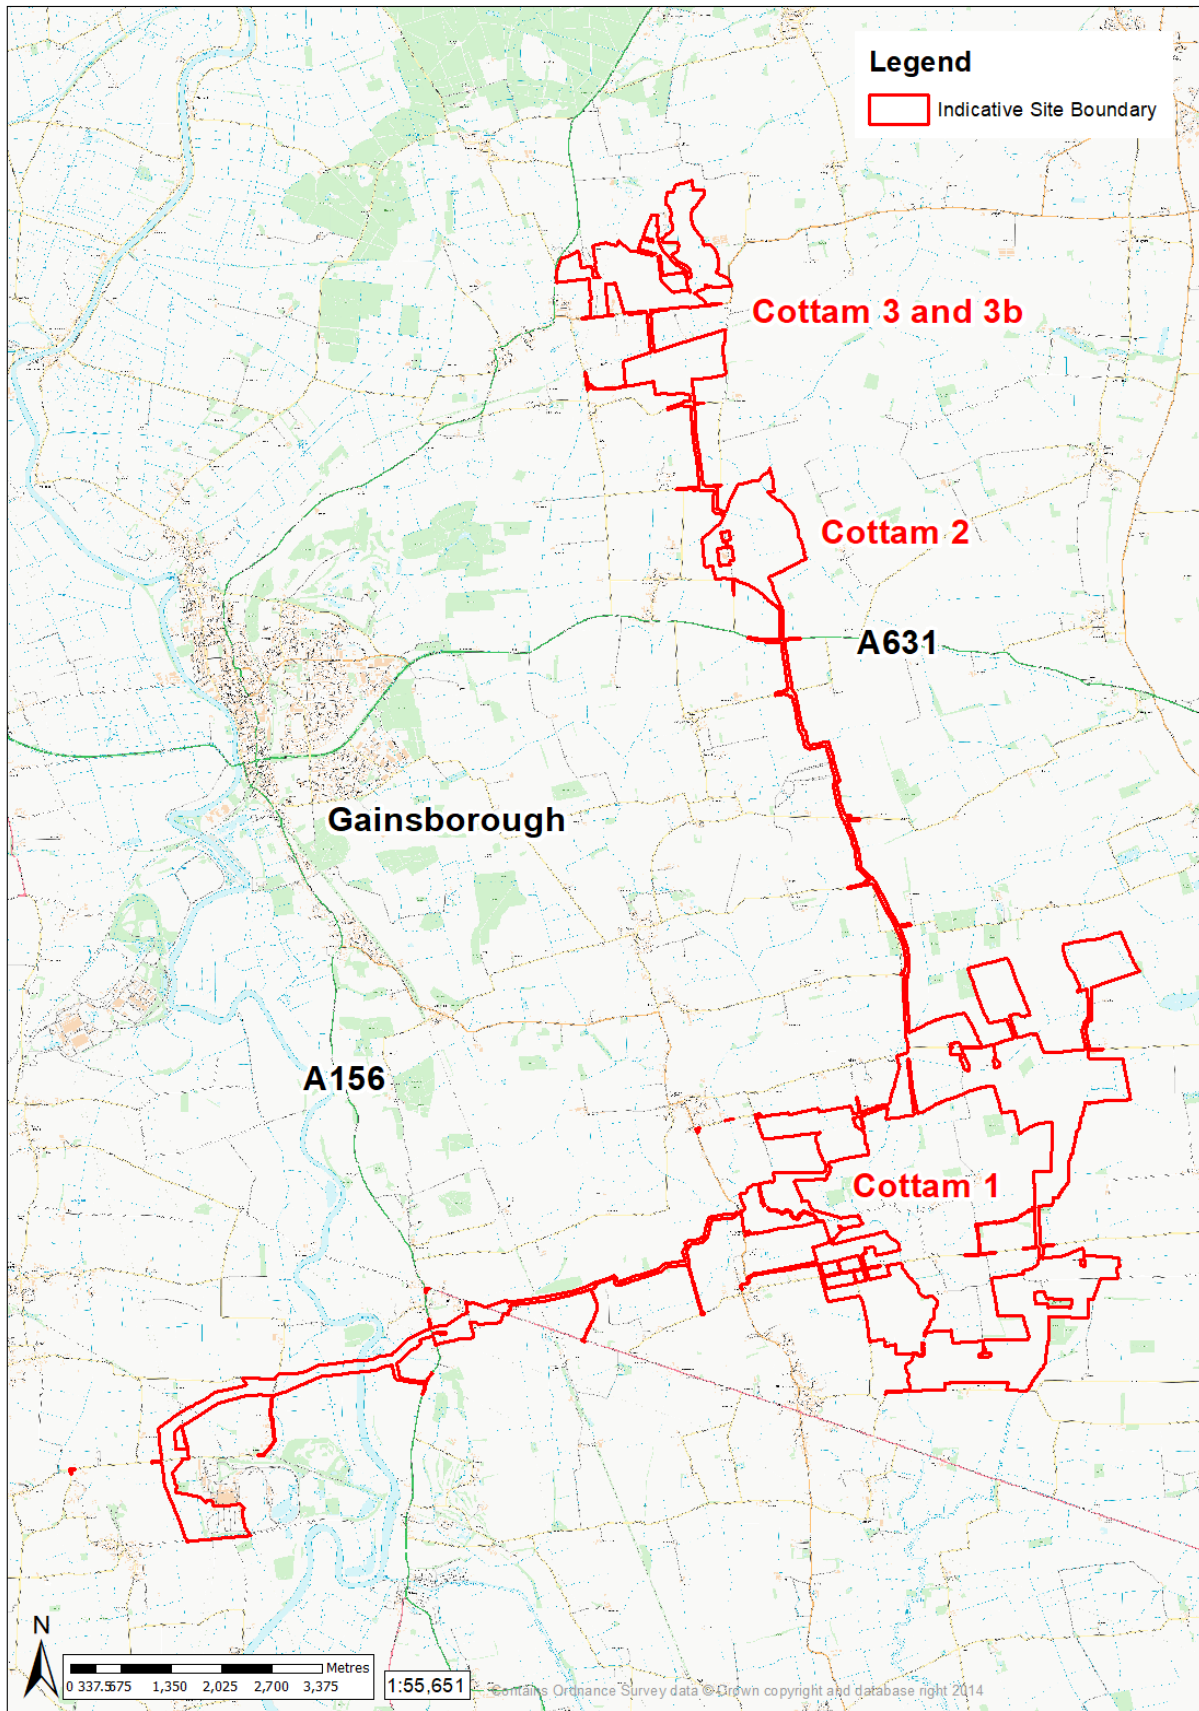 Legend
Indicative Site Boundary
Cottam 3 and 3b
Cottam 2
A631
Gainsborough
A156
Cottam 1
N
Metres
0 337.5675 1,350 2,025 2,700 3,375
1:55,651
Contains Ordnance Survey data © Crown copyright and database right 2014